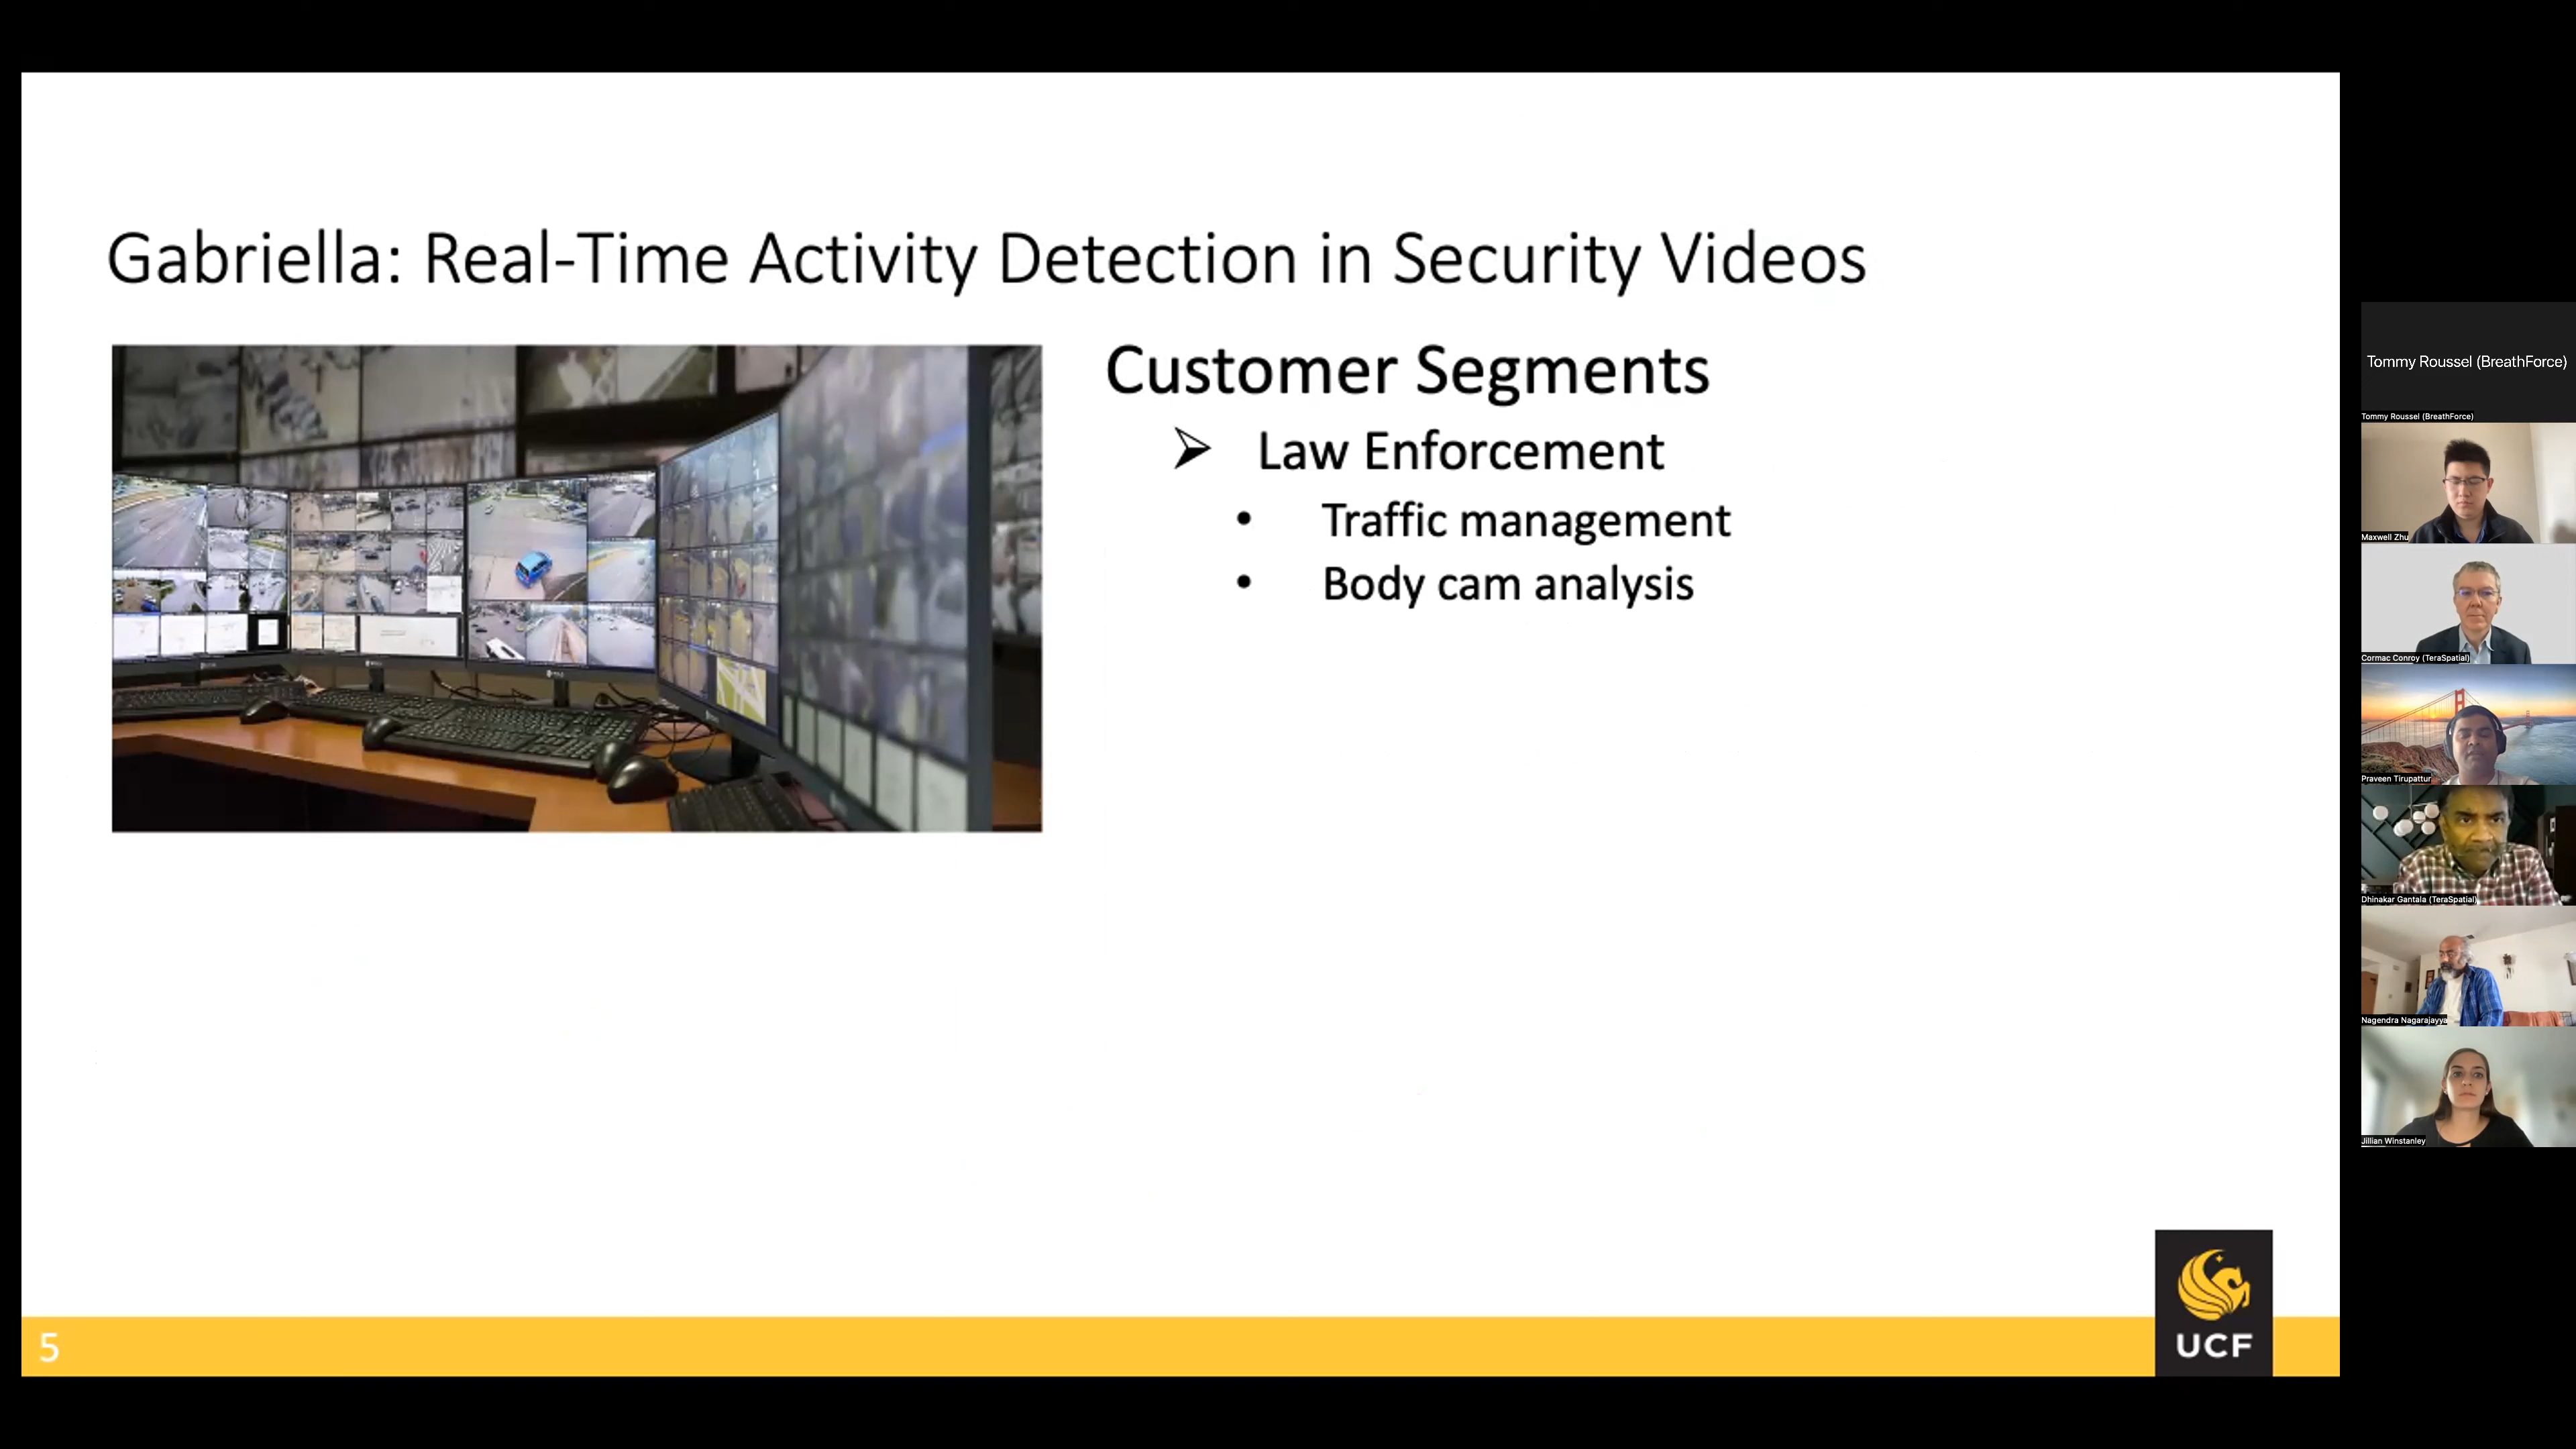 Gabriella: Real-Time Activity Detection in Security Videos
Customer Segments
Law Enforcement
Traffic management
Body cam analysis
5
UCF
Tommy Roussel (BreathForce)
Tommy Roussel (BreathForce)
Maxwell Zhu
Cormac Conroy (TeraSpatial)
Praveen Tirupattur
Dhinakar Gantala (TeraSpatial)
Nagendra Nagarajayya
Jillian Winstanley